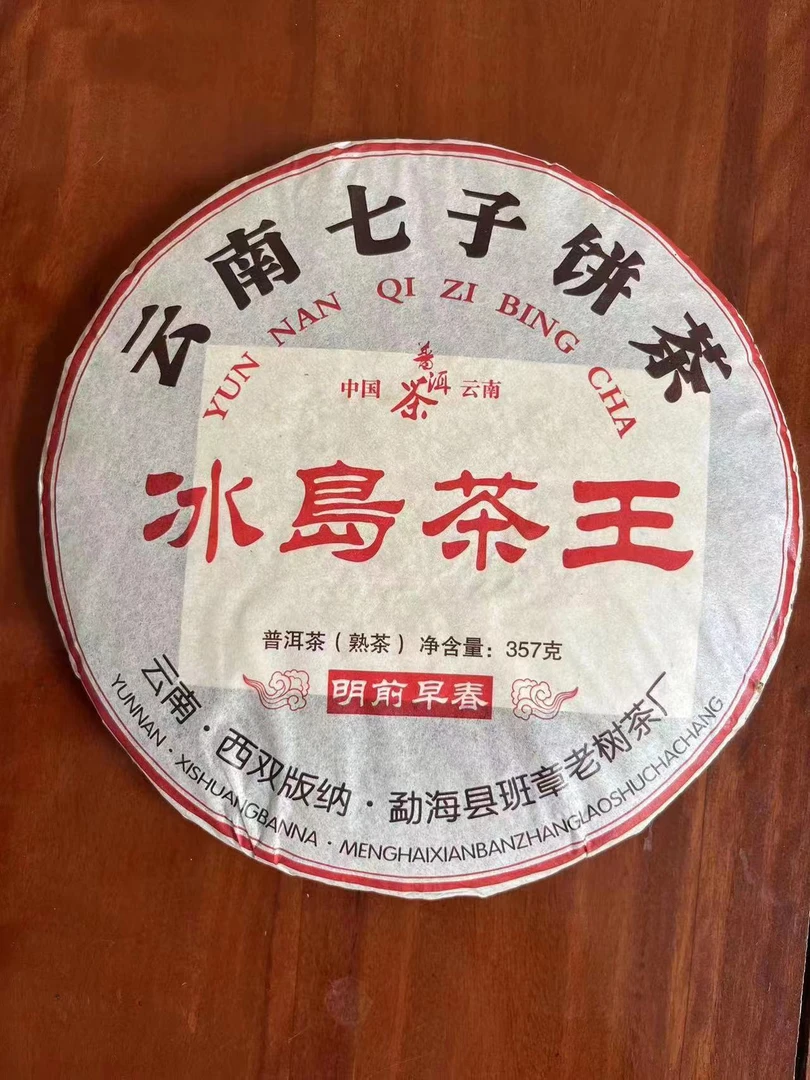 云南七子饼茶
YUN NAN QI ZI BING CHA
中国 普洱茶 云南
冰島茶王
普洱茶（熟茶） 净含量：357克
明前早春
云南·西双版纳·勐海县班章老树茶厂
YUNNAN·XISHUANGBANNA·MENGHAIXIANBANZHANGLAOSHUCHACHANG